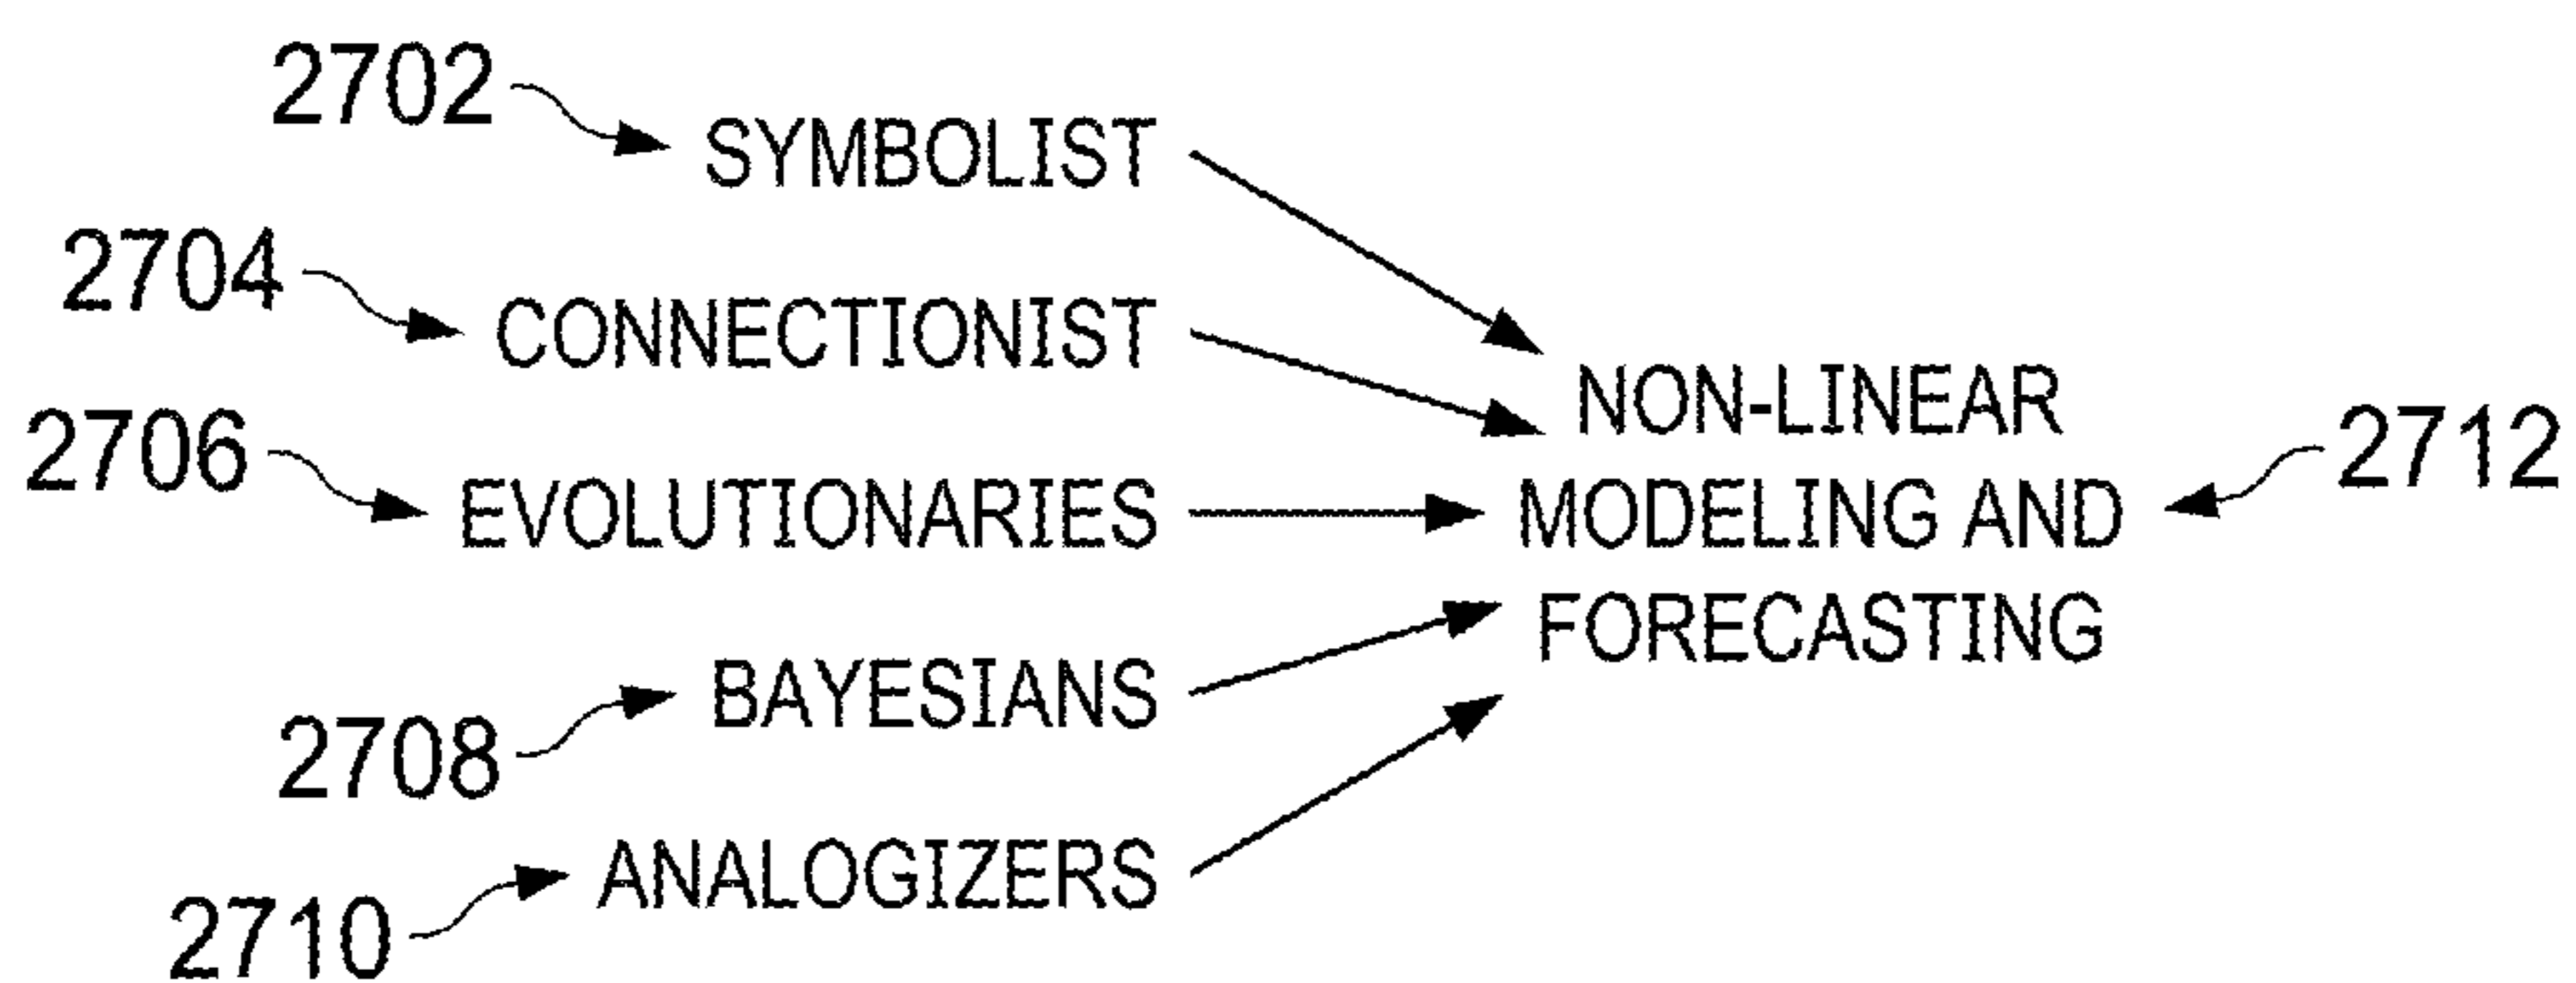 2702
SYMBOLIST
2704
CONNECTIONIST
2706
EVOLUTIONARIES
2708
BAYESIANS
2710
ANALOGIZERS
NON-LINEAR
MODELING AND
FORECASTING
2712